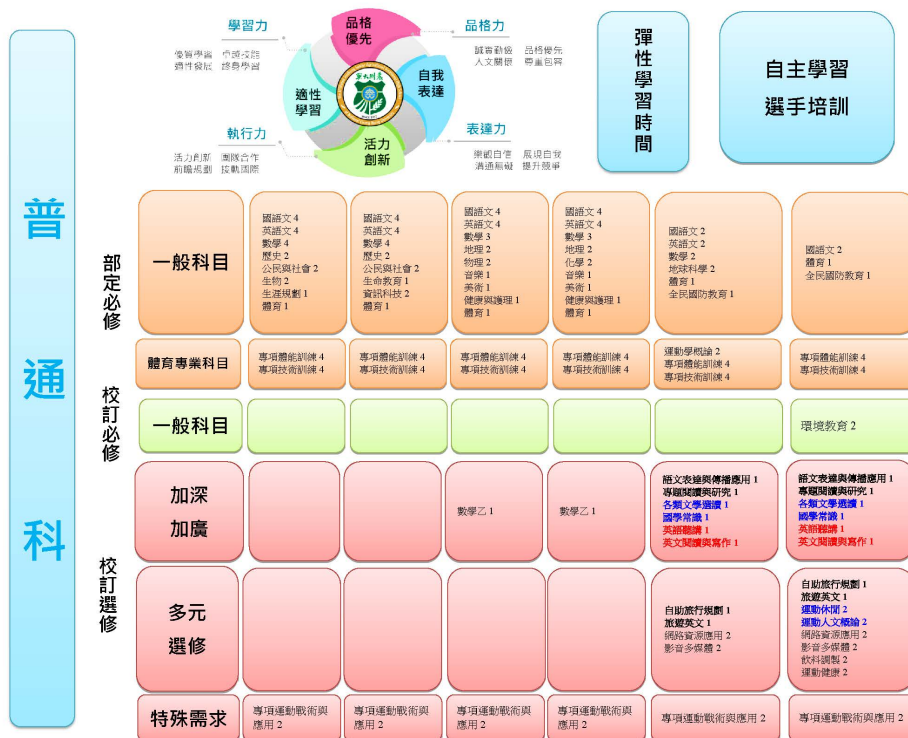 普通科
學習力
優質學習 卓越技能
適性發展 終身學習
執行力
活力創新 團隊合作
前瞻規劃 接軌國際
品格優先
自我表達
活力創新
適性學習
品格力
誠實勤儉 品格優先
人文關懷 尊重包容
表達力
樂觀自信 展現自我
溝通無礙 提升競爭
彈性學習時間
自主學習
選手培訓
部定必修
一般科目
國語文 4
英語文 4
數學 4
歷史 2
公民與社會 2
生物 2
生涯規劃 1
體育 1
國語文 4
英語文 4
數學 4
歷史 2
公民與社會 2
生命教育 1
資訊科技 2
體育 1
國語文 4
英語文 4
數學 3
地理 2
物理 2
音樂 1
美術 1
健康與護理 1
體育 1
國語文 4
英語文 4
數學 3
地理 2
化學 2
音樂 1
美術 1
健康與護理 1
體育 1
國語文 2
英語文 2
數學 2
地球科學 2
體育 1
全民國防教育 1
國語文 2
體育 1
全民國防教育 1
體育專業科目
專項體能訓練 4
專項技術訓練 4
專項體能訓練 4
專項技術訓練 4
專項體能訓練 4
專項技術訓練 4
專項體能訓練 4
專項技術訓練 4
運動學概論 2
專項體能訓練 4
專項技術訓練 4
專項體能訓練 4
專項技術訓練 4
校訂必修
一般科目
環境教育 2
校訂選修
加深
加廣
數學乙 1
數學乙 1
語文表達與傳播應用 1
專題閱讀與研究 1
各類文學選讀 1
國學常識 1
英語聽講 1
英文閱讀與寫作 1
語文表達與傳播應用 1
專題閱讀與研究 1
各類文學選讀 1
國學常識 1
英語聽講 1
英文閱讀與寫作 1
多元
選修
自助旅行規劃 1
旅遊英文 1
網路資源應用 2
影音多媒體 2
自助旅行規劃 1
旅遊英文 1
運動休閒 2
運動人文概論 2
網路資源應用 2
影音多媒體 2
飲料調製 2
運動健康 2
特殊需求
專項運動戰術與
應用 2
專項運動戰術與
應用 2
專項運動戰術與
應用 2
專項運動戰術與
應用 2
專項運動戰術與應用 2
專項運動戰術與應用 2